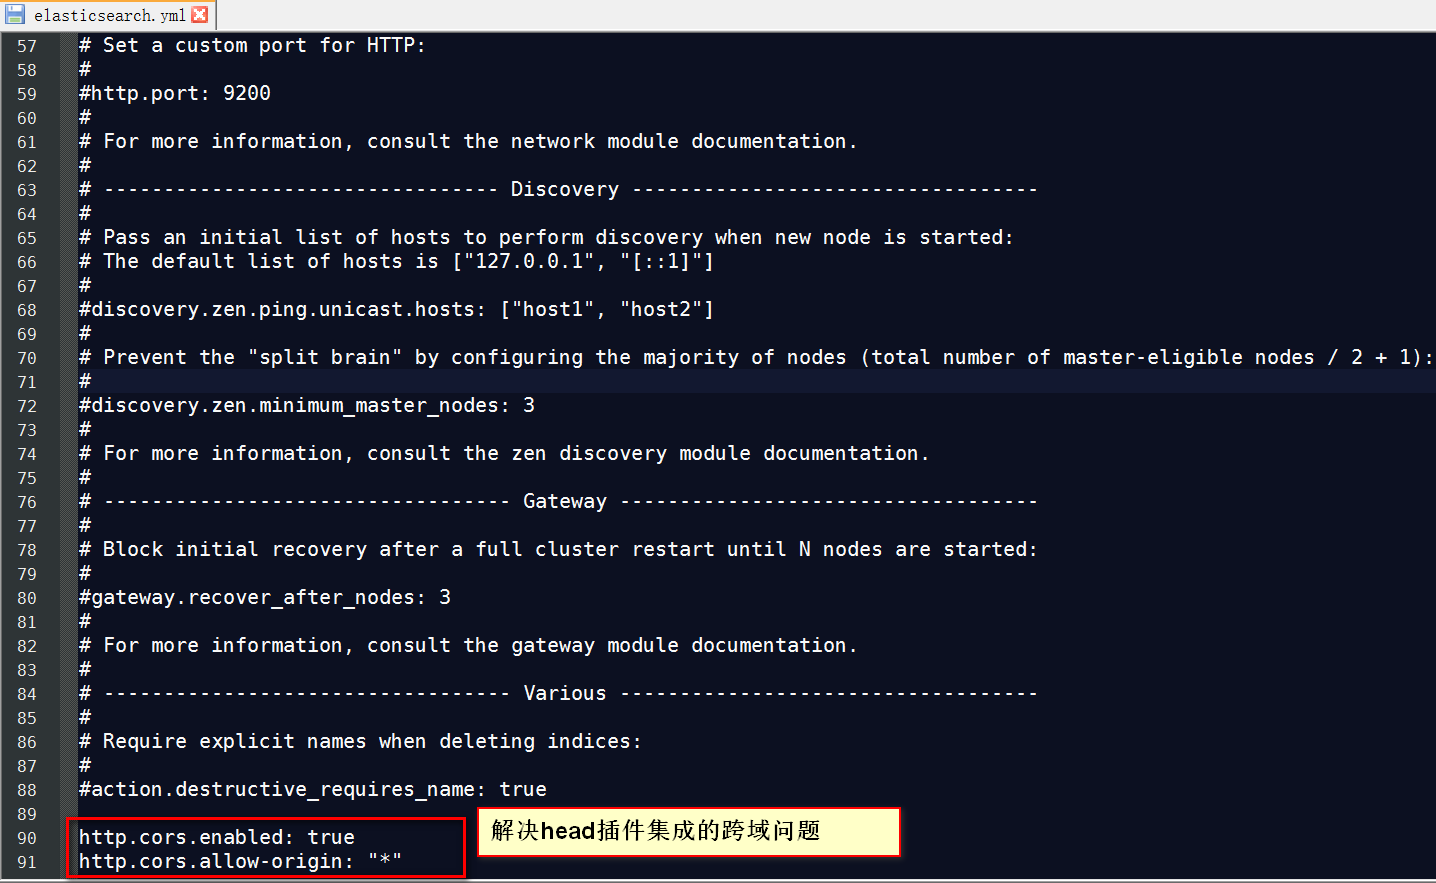 elasticsearch.yml
57 # Set a custom port for HTTP:
58 #
59 #http.port: 9200
60 #
61 # For more information, consult the network module documentation.
62 #
63 # --------------------------------- Discovery ----------------------------------
64 #
65 # Pass an initial list of hosts to perform discovery when new node is started:
66 # The default list of hosts is ["127.0.0.1", "[::1]"]
67 #
68 #discovery.zen.ping.unicast.hosts: ["host1", "host2"]
69 #
70 # Prevent the "split brain" by configuring the majority of nodes (total number of master-eligible nodes / 2 + 1):
71 #
72 #discovery.zen.minimum_master_nodes: 3
73 #
74 # For more information, consult the zen discovery module documentation.
75 #
76 # ---------------------------------- Gateway -----------------------------------
77 #
78 # Block initial recovery after a full cluster restart until N nodes are started:
79 #
80 #gateway.recover_after_nodes: 3
81 #
82 # For more information, consult the gateway module documentation.
83 #
84 # ---------------------------------- Various -----------------------------------
85 #
86 # Require explicit names when deleting indices:
87 #
88 #action.destructive_requires_name: true
89
90 http.cors.enabled: true
91 http.cors.allow-origin: "*"
解决head插件集成的跨域问题